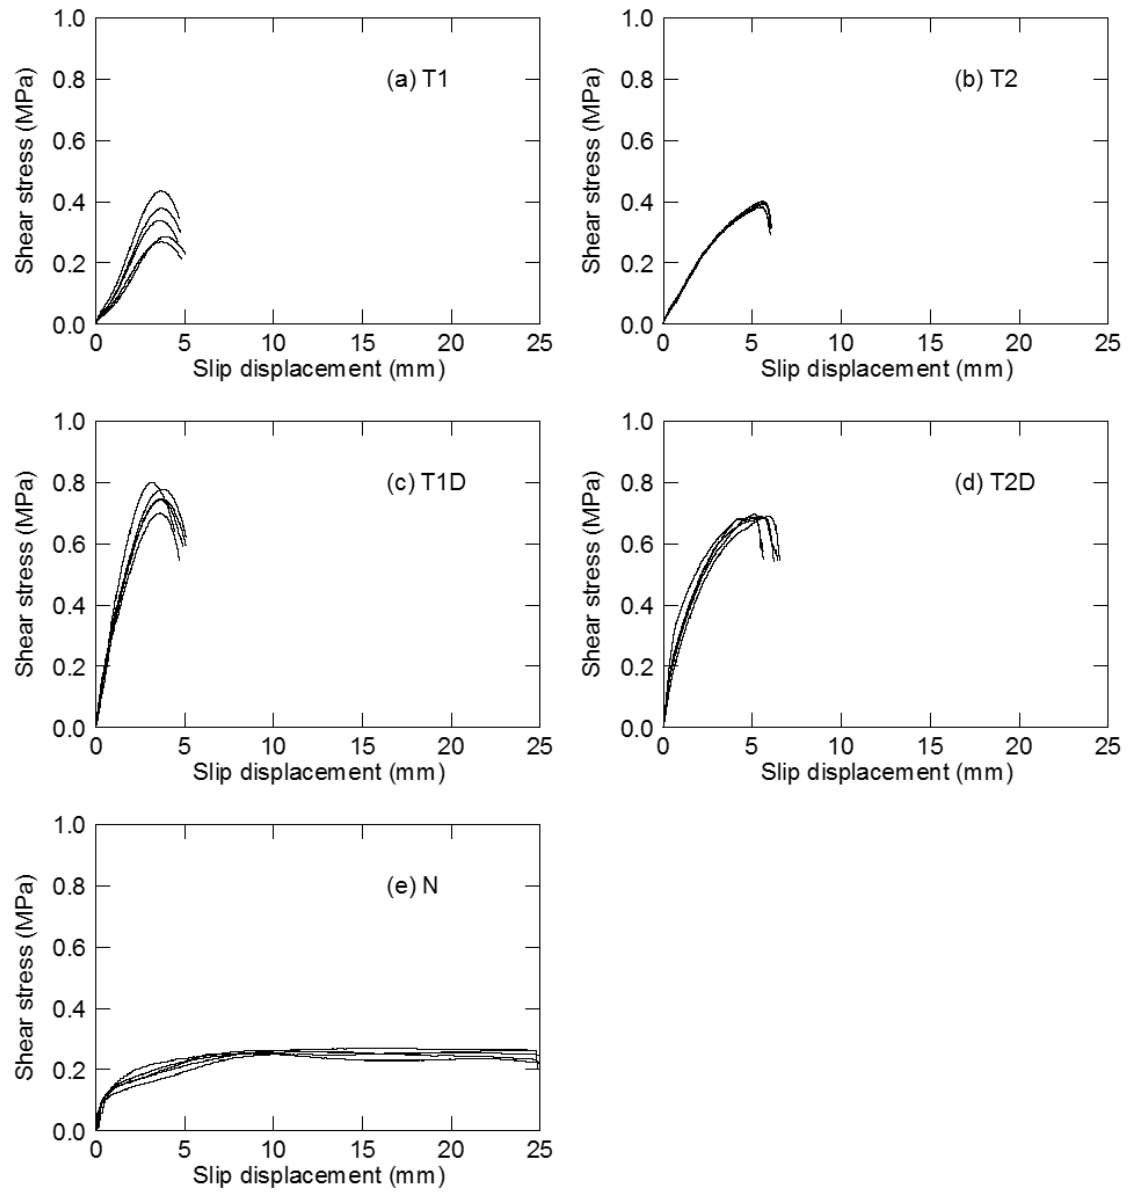 1.0
0.8
0.6
0.4
0.2
0.0
Shear stress (MPa)
(a) T1
0 5 10 15 20 25
Slip displacement (mm)
1.0
0.8
0.6
0.4
0.2
0.0
Shear stress (MPa)
(b) T2
0 5 10 15 20 25
Slip displacement (mm)
1.0
0.8
0.6
0.4
0.2
0.0
Shear stress (MPa)
(c) T1D
0 5 10 15 20 25
Slip displacement (mm)
1.0
0.8
0.6
0.4
0.2
0.0
Shear stress (MPa)
(d) T2D
0 5 10 15 20 25
Slip displacement (mm)
1.0
0.8
0.6
0.4
0.2
0.0
Shear stress (MPa)
(e) N
0 5 10 15 20 25
Slip displacement (mm)